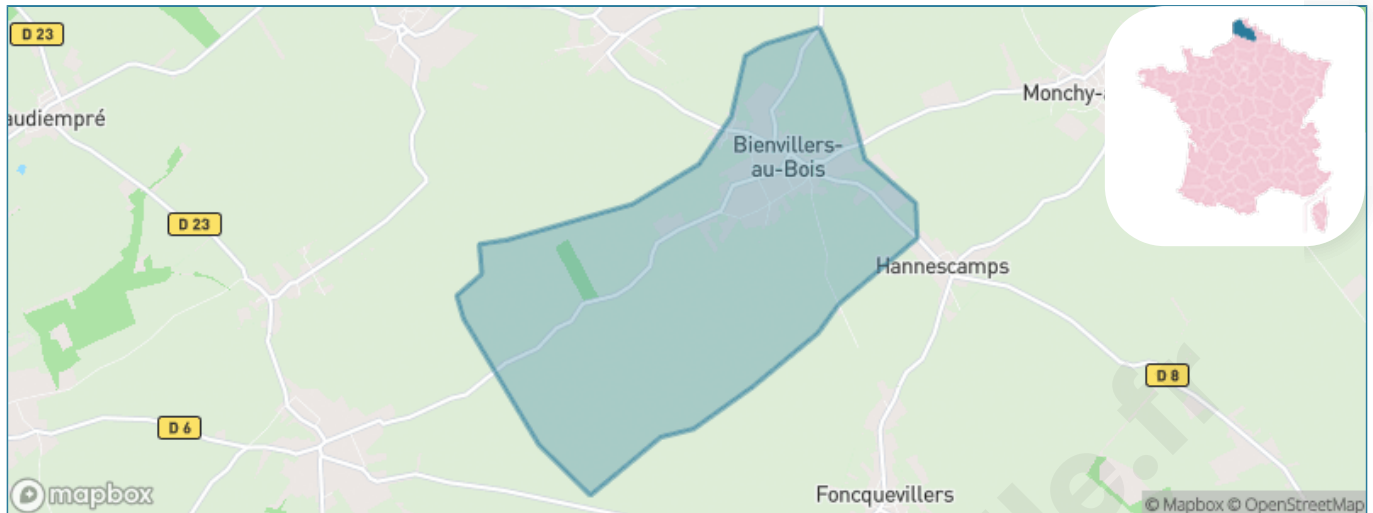 D 23
audiempré
Monchy-
Bienvillers-
au-Bois
D 23
Hannescamps
D 8
D 6
Foncquevillers
mapbox
© Mapbox © OpenStreetMap